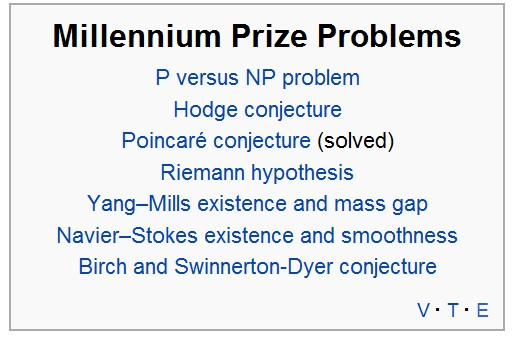 Millennium Prize Problems
P versus NP problem
Hodge conjecture
Poincaré conjecture (solved)
Riemann hypothesis
Yang–Mills existence and mass gap
Navier–Stokes existence and smoothness
Birch and Swinnerton-Dyer conjecture
V · T · E